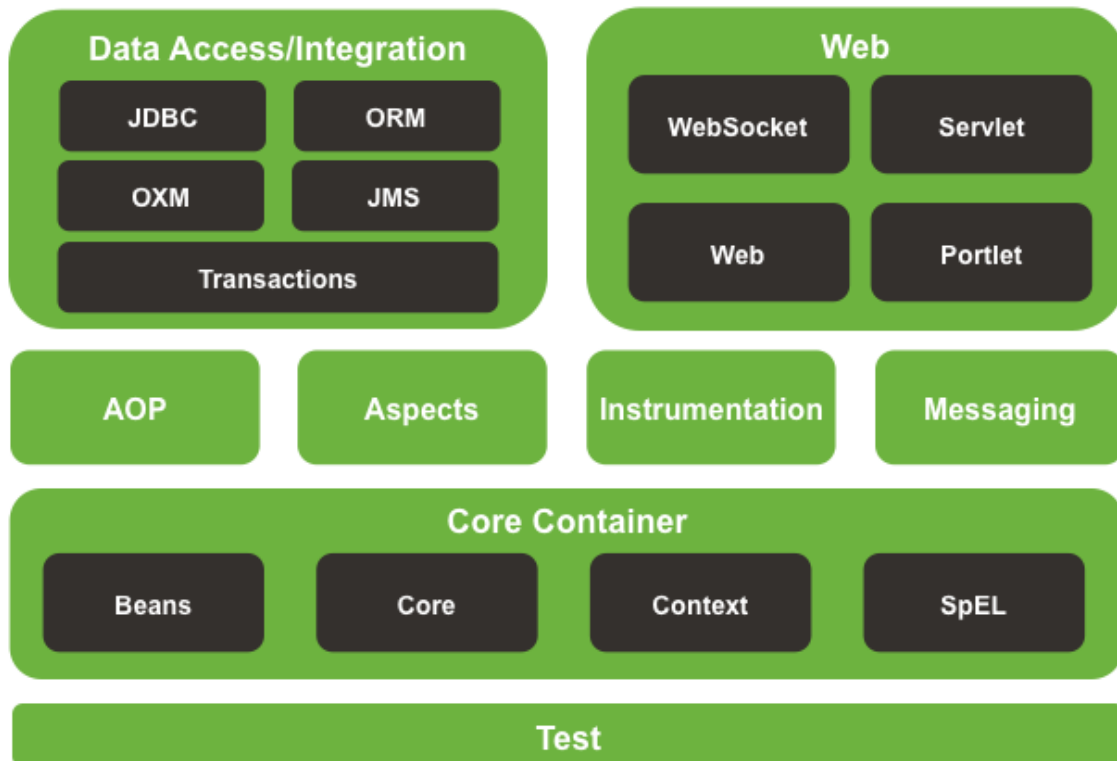 Data Access/Integration
JDBC
ORM
OXM
JMS
Transactions
Web
WebSocket
Servlet
Web
Portlet
AOP
Aspects
Instrumentation
Messaging
Core Container
Beans
Core
Context
SpEL
Test